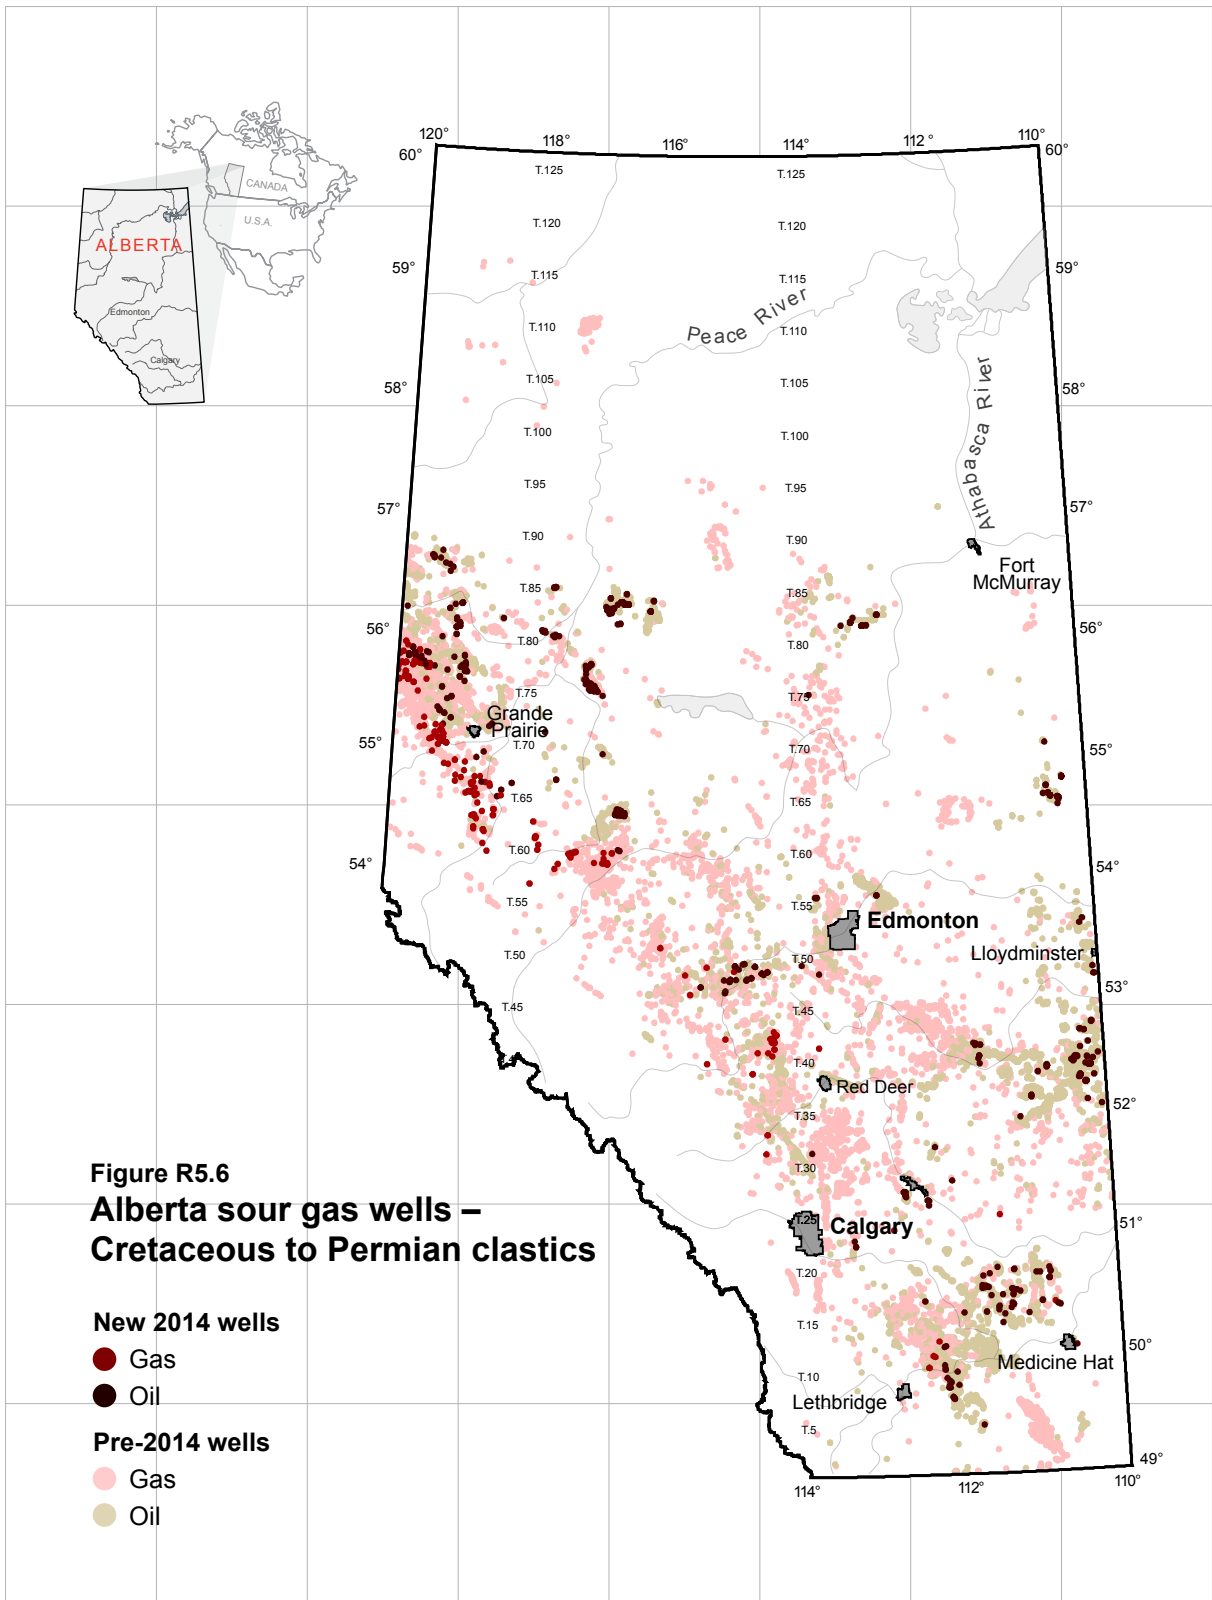 120°
118°
116°
114°
112°
110°
60°
60°
T.125
T.125
CANADA
U.S.A.
T.120
T.120
ALBERTA
59°
59°
T.115
T.115
Edmonton
Peace River
T.110
T.110
Calgary
Athabasca River
58°
58°
T.105
T.105
T.100
T.100
T.95
T.95
57°
57°
T.90
T.90
Fort
McMurray
T.85
T.85
56°
56°
T.80
T.80
T.75
T.75
Grande
Prairie
55°
55°
T.70
T.70
T.65
T.65
54°
54°
T.60
T.60
T.55
T.55
Edmonton
T.50
T.50
Lloydminster
53°
T.45
T.45
T.40
Red Deer
52°
T.35
T.30
Figure R5.6
Alberta sour gas wells –
Cretaceous to Permian clastics
T.25
Calgary
51°
T.20
New 2014 wells
Gas
Oil
T.15
50°
Medicine Hat
T.10
Lethbridge
T.5
Pre-2014 wells
Gas
Oil
49°
114°
112°
110°